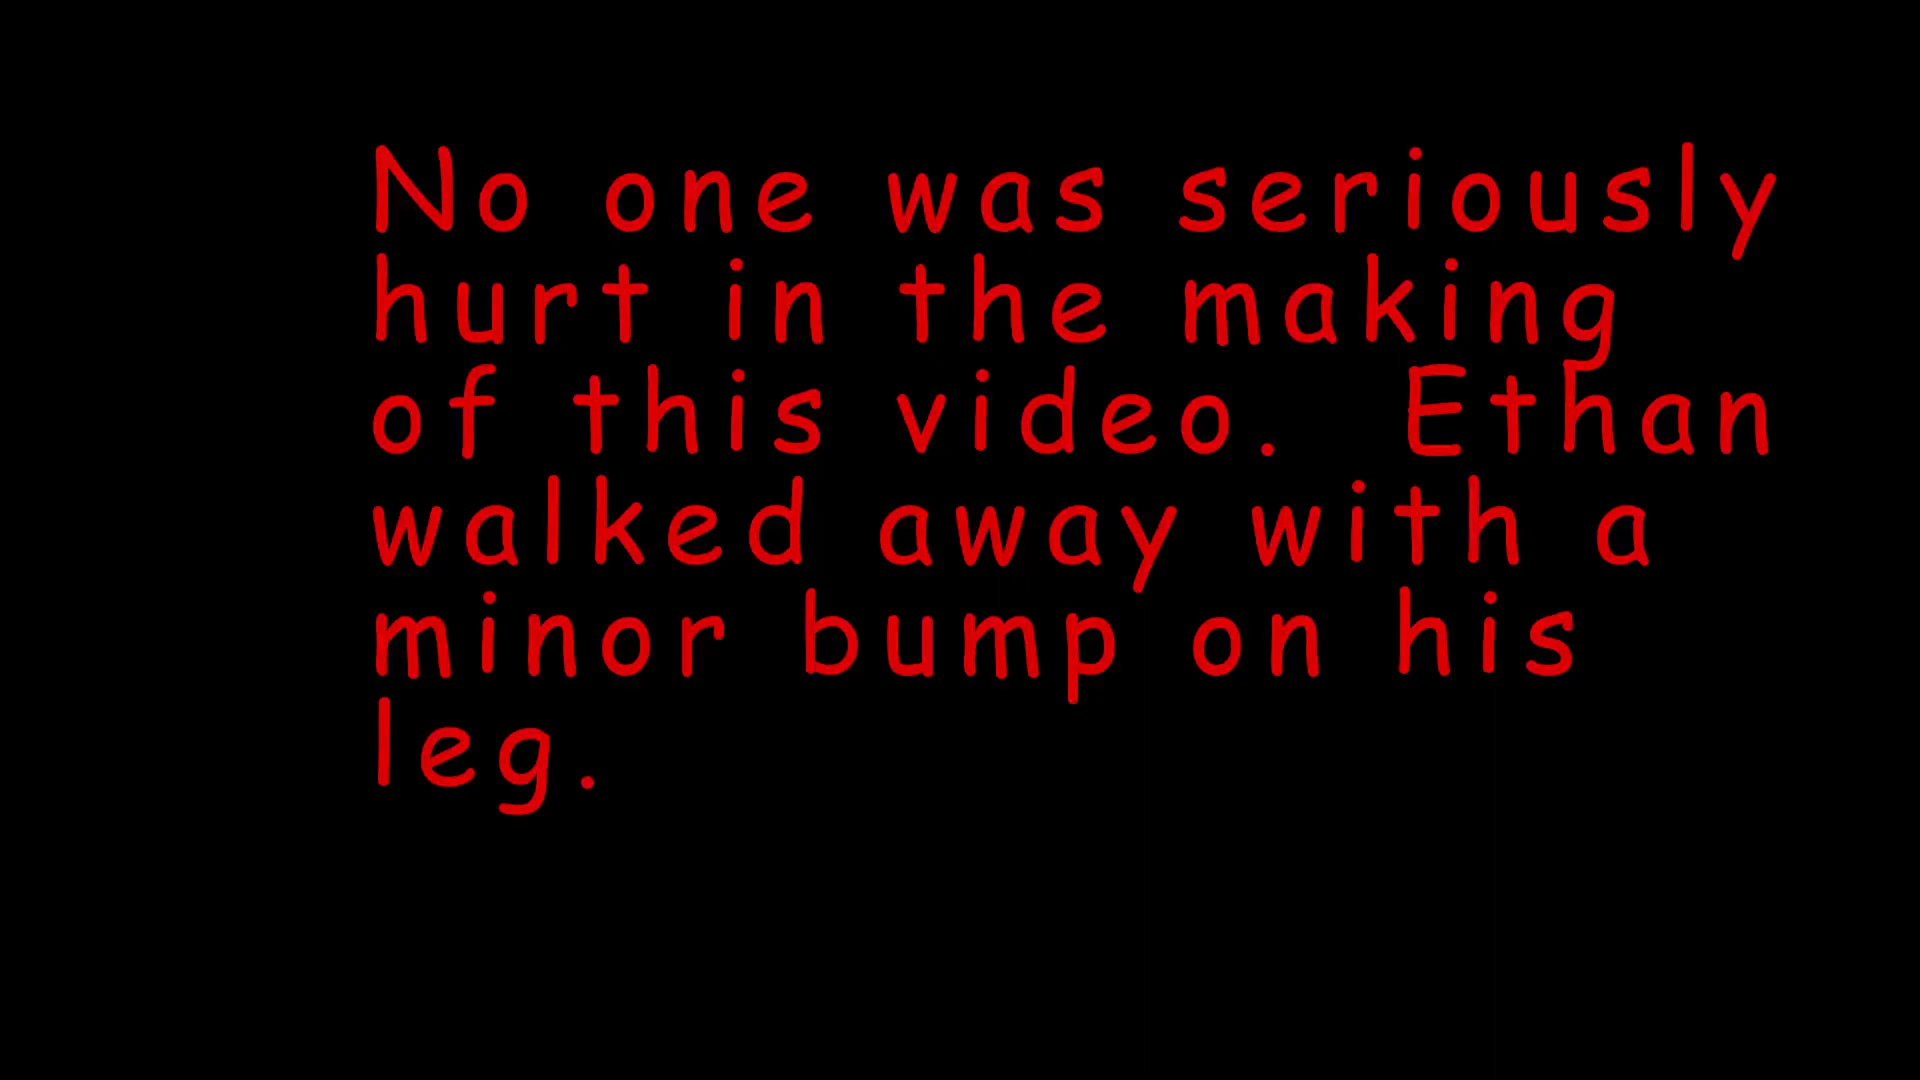 No one was seriously
hurt in the making
of this video.  Ethan
walked away with a
minor bump on his
leg.